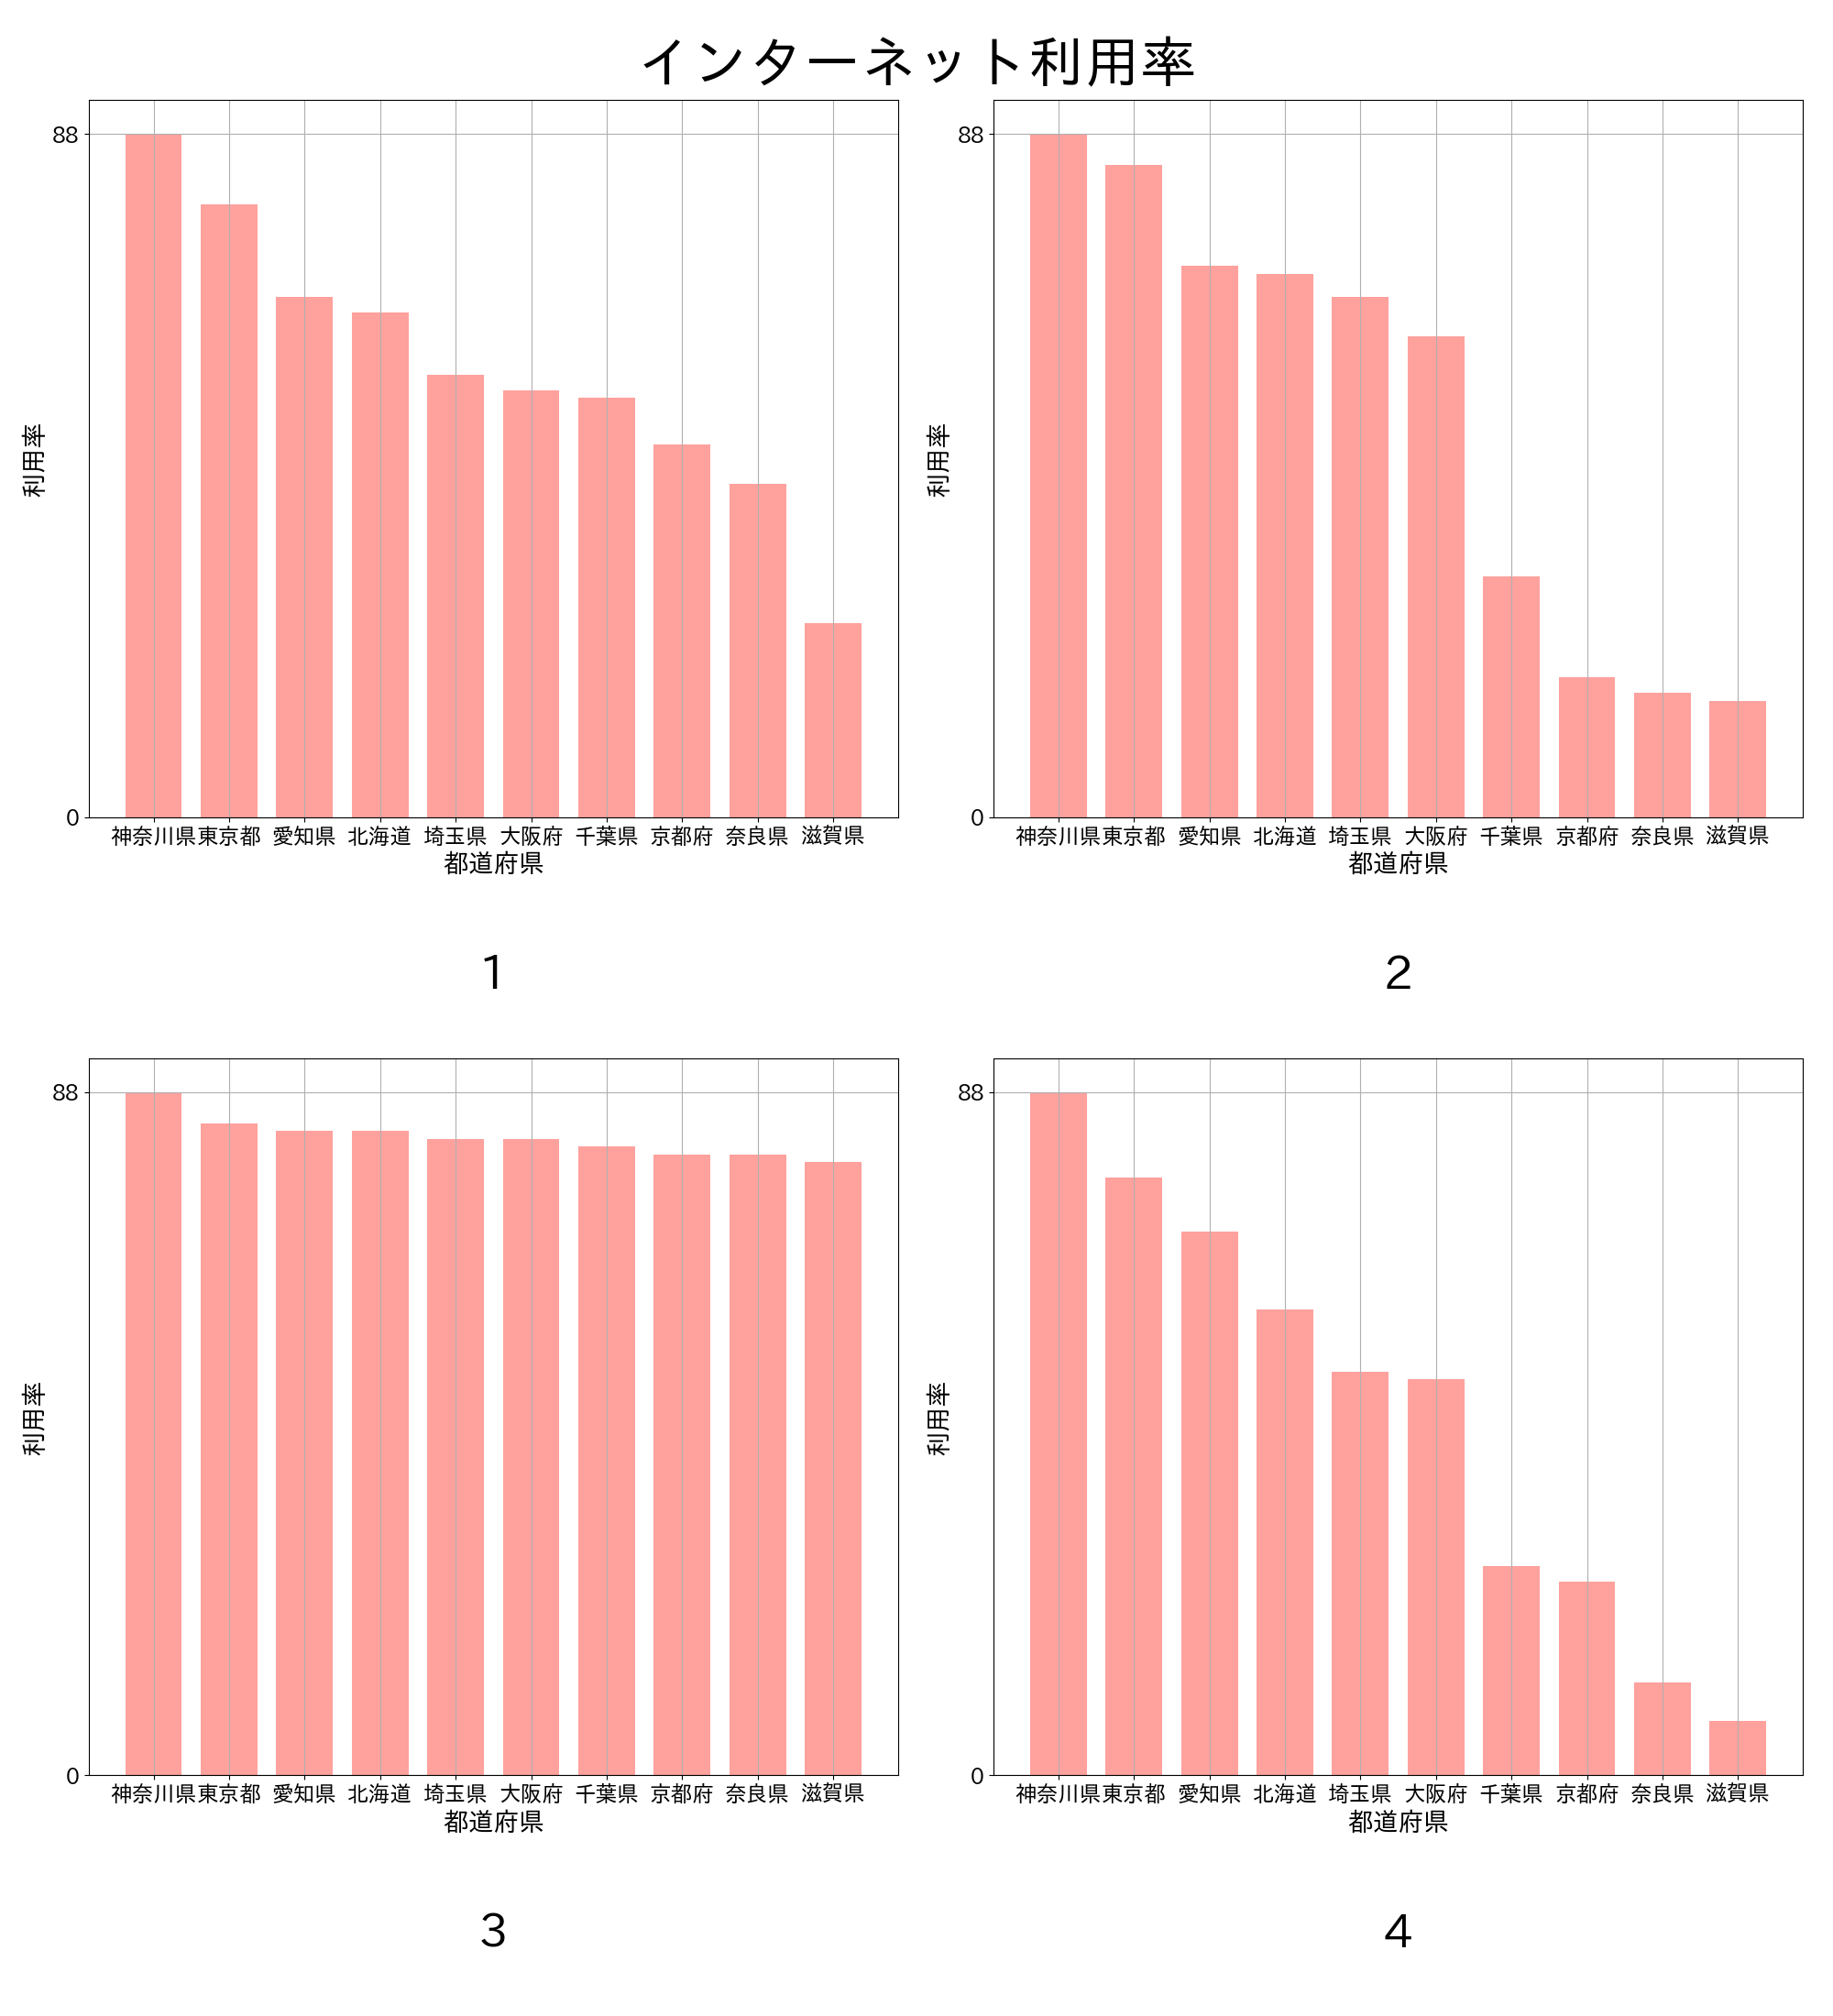 インターネット利用率
88
0
利用率
神奈川県 東京都 愛知県 北海道 埼玉県 大阪府 千葉県 京都府 奈良県 滋賀県
都道府県
1
88
0
利用率
神奈川県 東京都 愛知県 北海道 埼玉県 大阪府 千葉県 京都府 奈良県 滋賀県
都道府県
2
88
0
利用率
神奈川県 東京都 愛知県 北海道 埼玉県 大阪府 千葉県 京都府 奈良県 滋賀県
都道府県
3
88
0
利用率
神奈川県 東京都 愛知県 北海道 埼玉県 大阪府 千葉県 京都府 奈良県 滋賀県
都道府県
4